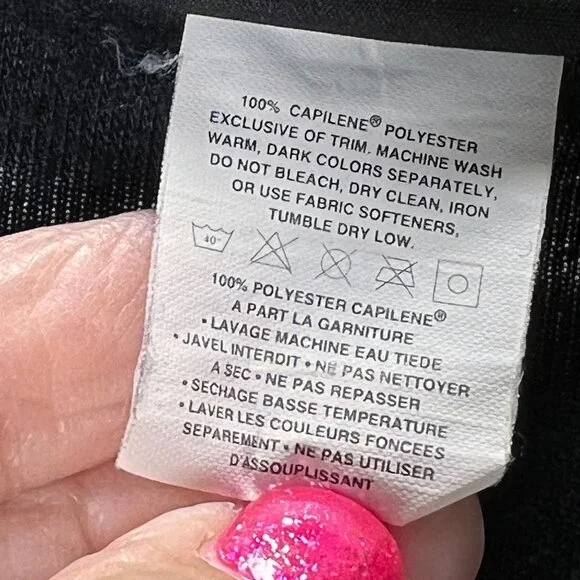 100% CAPILENE® POLYESTER
EXCLUSIVE OF TRIM. MACHINE WASH
WARM, DARK COLORS SEPARATELY,
DO NOT BLEACH, DRY CLEAN, IRON
OR USE FABRIC SOFTENERS,
TUMBLE DRY LOW.
40°
100% POLYESTER CAPILENE®
A PART LA GARNITURE
• LAVAGE MACHINE EAU TIEDE
• JAVEL INTERDIT • NE PAS NETTOYER
A SEC • NE PAS REPASSER
• SECHAGE BASSE TEMPERATURE
• LAVER LES COULEURS FONCEES
SEPAREMENT • NE PAS UTILISER
D'ASSOUPLISSANT